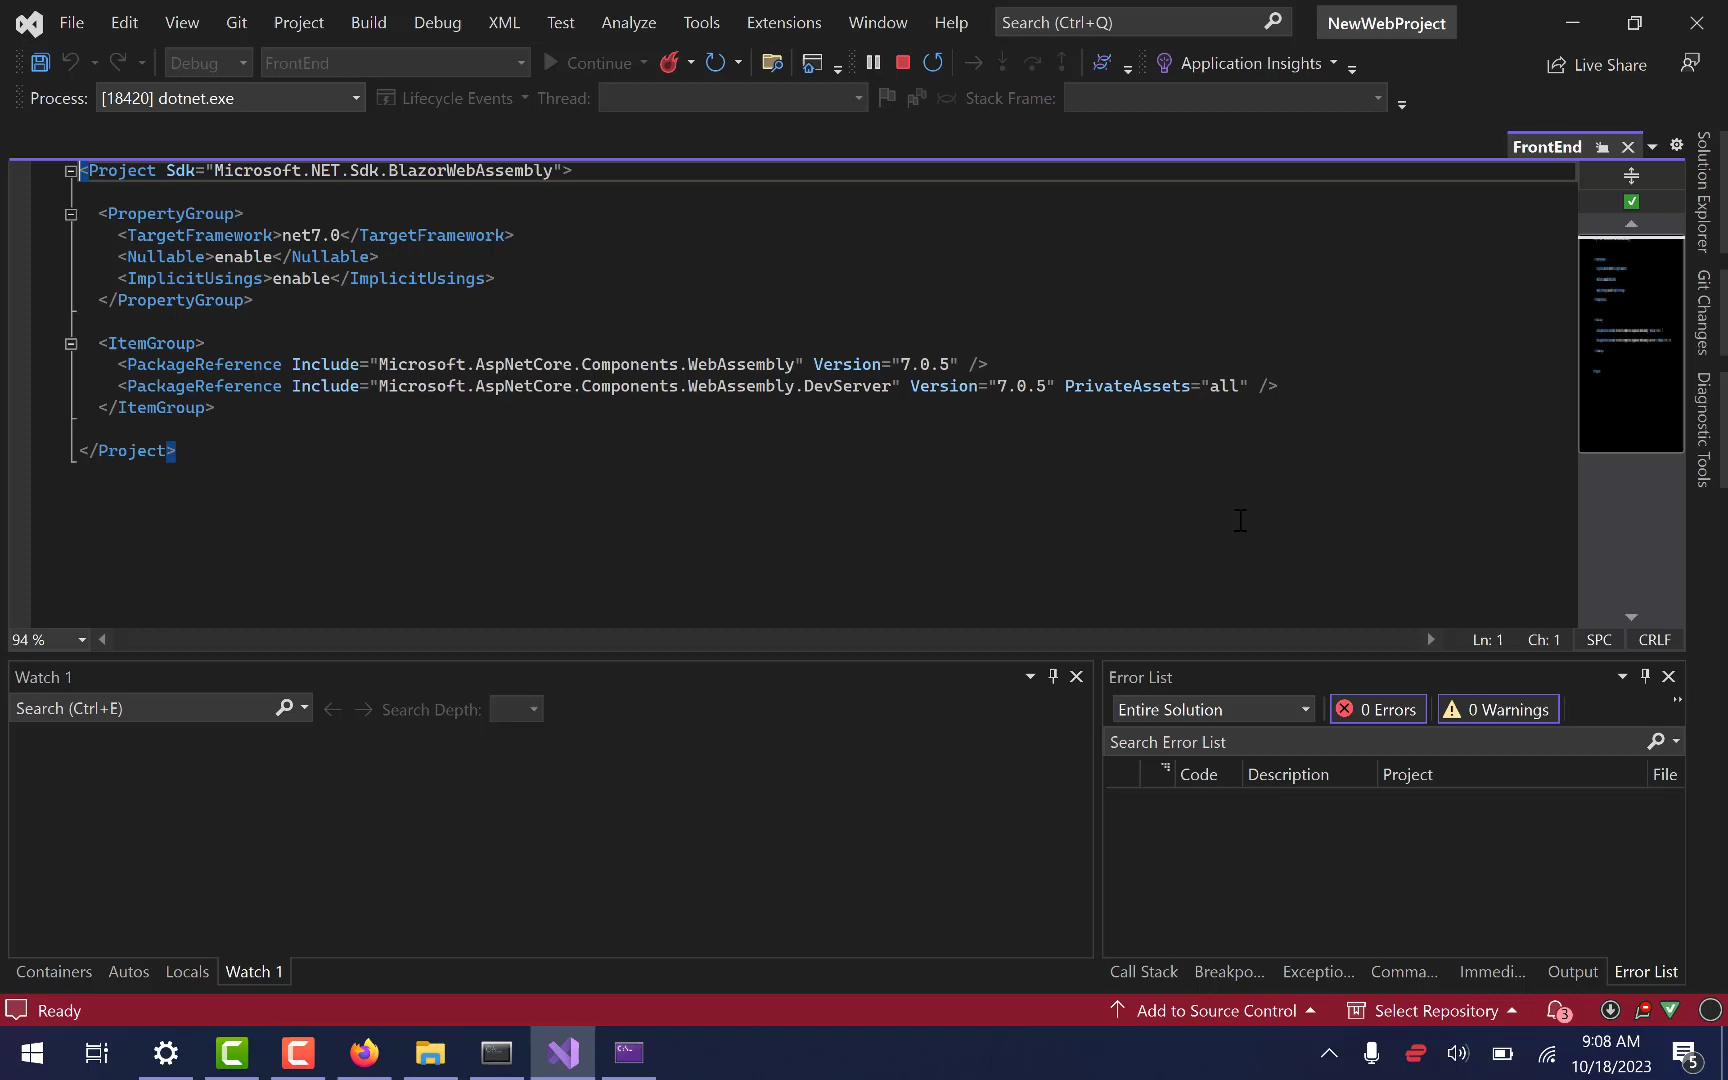 File Edit View Git Project Build Debug XML Test Analyze Tools Extensions Window Help Search (Ctrl+Q) NewWebProject
Debug FrontEnd Continue Application Insights Live Share
Process: [18420] dotnet.exe Lifecycle Events Thread: Stack Frame:
FrontEnd
<Project Sdk="Microsoft.NET.Sdk.BlazorWebAssembly">
<PropertyGroup>
<TargetFramework>net7.0</TargetFramework>
<Nullable>enable</Nullable>
<ImplicitUsings>enable</ImplicitUsings>
</PropertyGroup>
<ItemGroup>
<PackageReference Include="Microsoft.AspNetCore.Components.WebAssembly" Version="7.0.5" />
<PackageReference Include="Microsoft.AspNetCore.Components.WebAssembly.DevServer" Version="7.0.5" PrivateAssets="all" />
</ItemGroup>
</Project>
Solution Explorer
Git Changes
Diagnostic Tools
94 % Ln: 1 Ch: 1 SPC CRLF
Watch 1
Search (Ctrl+E) Search Depth:
Error List
Entire Solution 0 Errors 0 Warnings
Search Error List
Code Description Project File
Containers Autos Locals Watch 1
Call Stack Breakpo... Exceptio... Comma... Immedi... Output Error List
Ready Add to Source Control Select Repository 3
9:08 AM
10/18/2023
5